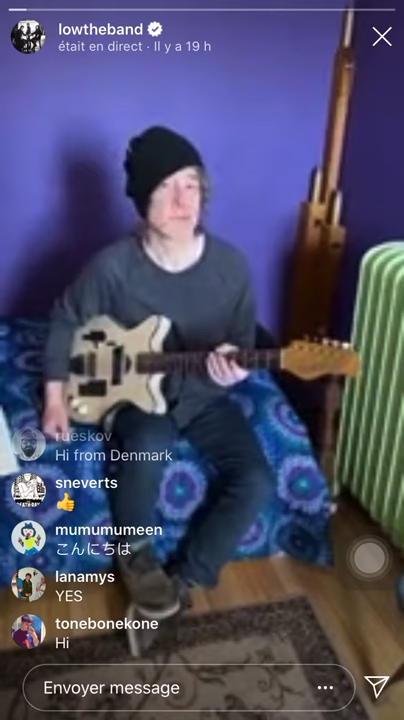 lowtheband
était en direct · Il y a 19 h
rueskov
Hi from Denmark
sneverts
👍
mumumumeen
こんにちは
lanamys
YES
tonebonekone
Hi
Envoyer message